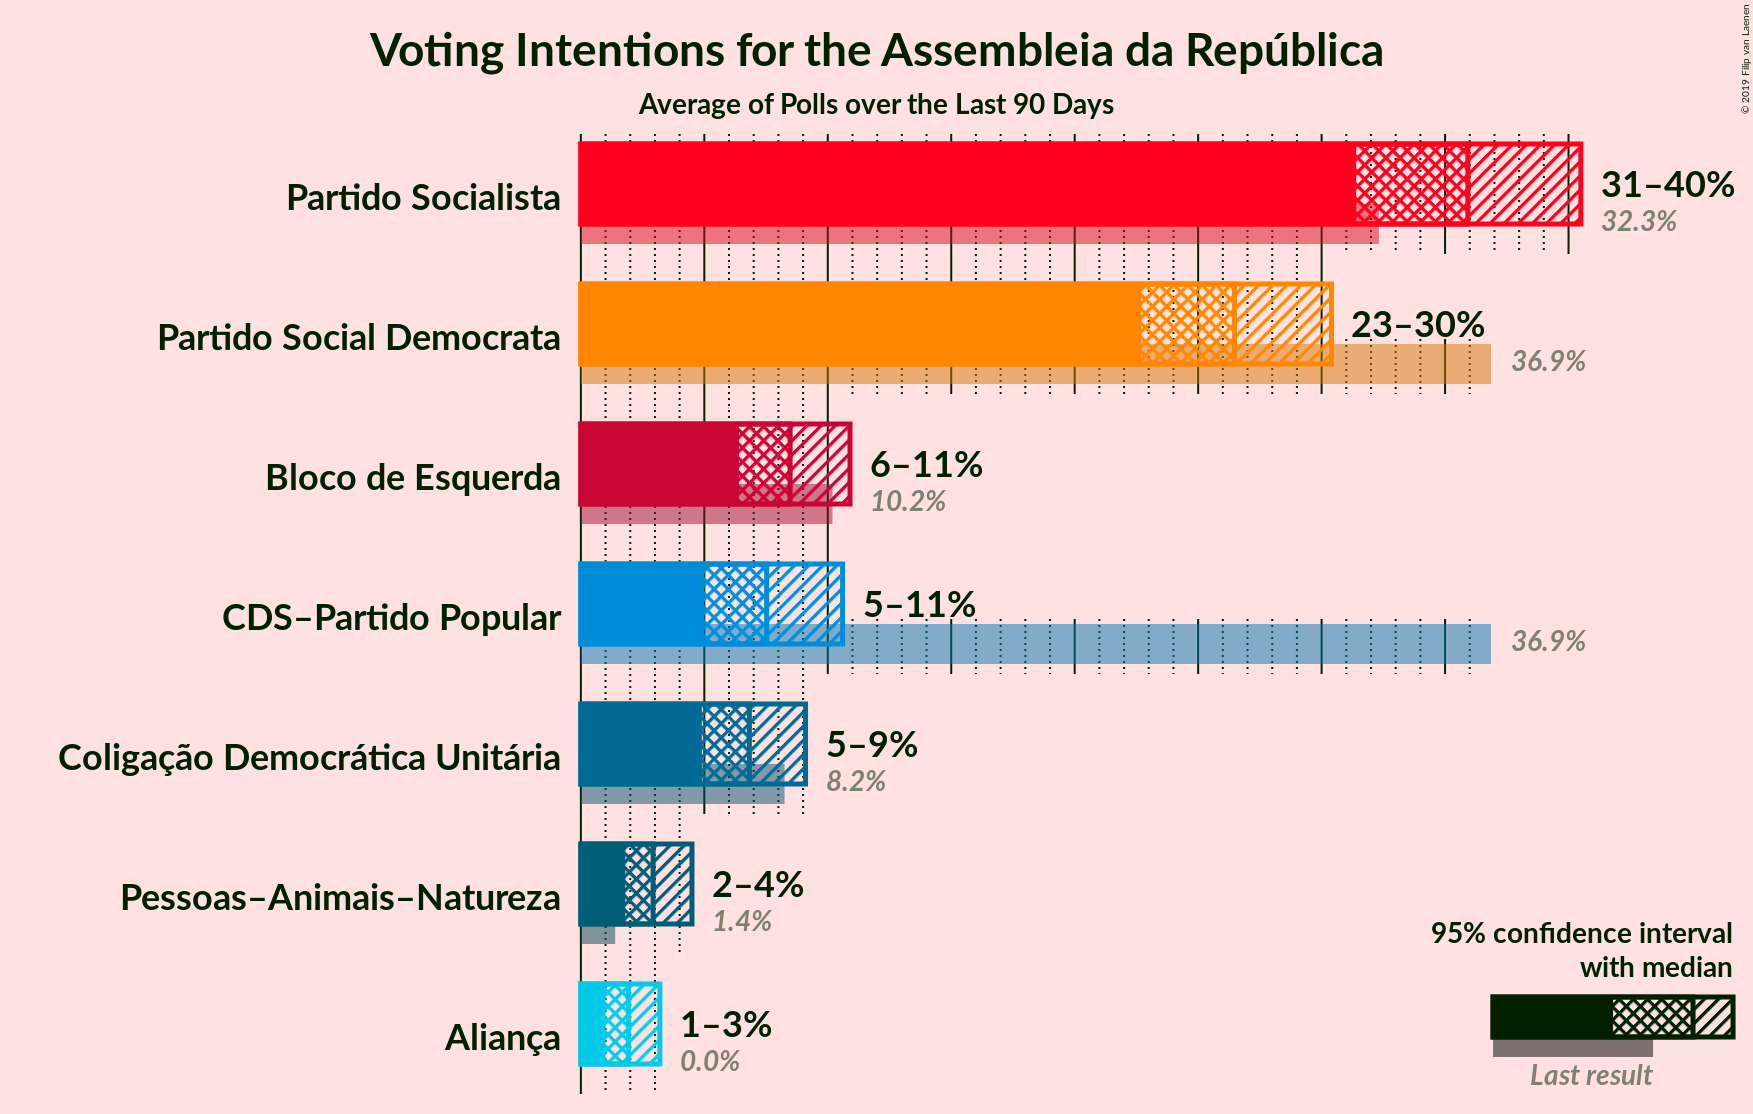 Voting Intentions for the Assembleia da República
Average of Polls over the Last 90 Days
© 2019 Filip van Laenen
Partido Socialista
31–40%
32.3%
Partido Social Democrata
23–30%
36.9%
Bloco de Esquerda
6–11%
10.2%
CDS–Partido Popular
5–11%
36.9%
Coligação Democrática Unitária
5–9%
8.2%
Pessoas–Animais–Natureza
2–4%
1.4%
Aliança
1–3%
0.0%
95% confidence interval
with median
Last result